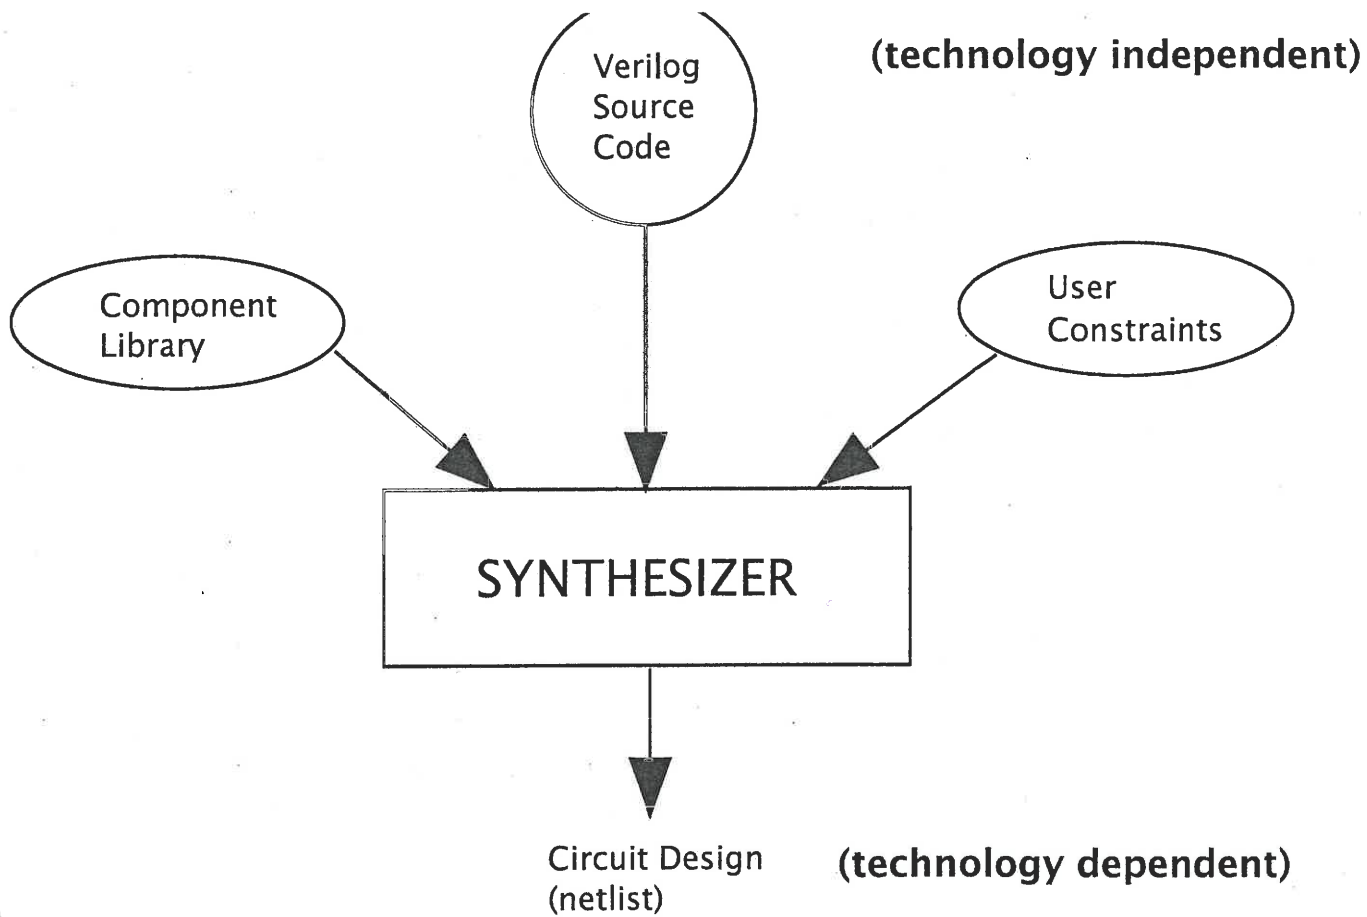 Verilog
Source
Code
(technology independent)
Component
Library
User
Constraints
SYNTHESIZER
Circuit Design
(netlist)
(technology dependent)